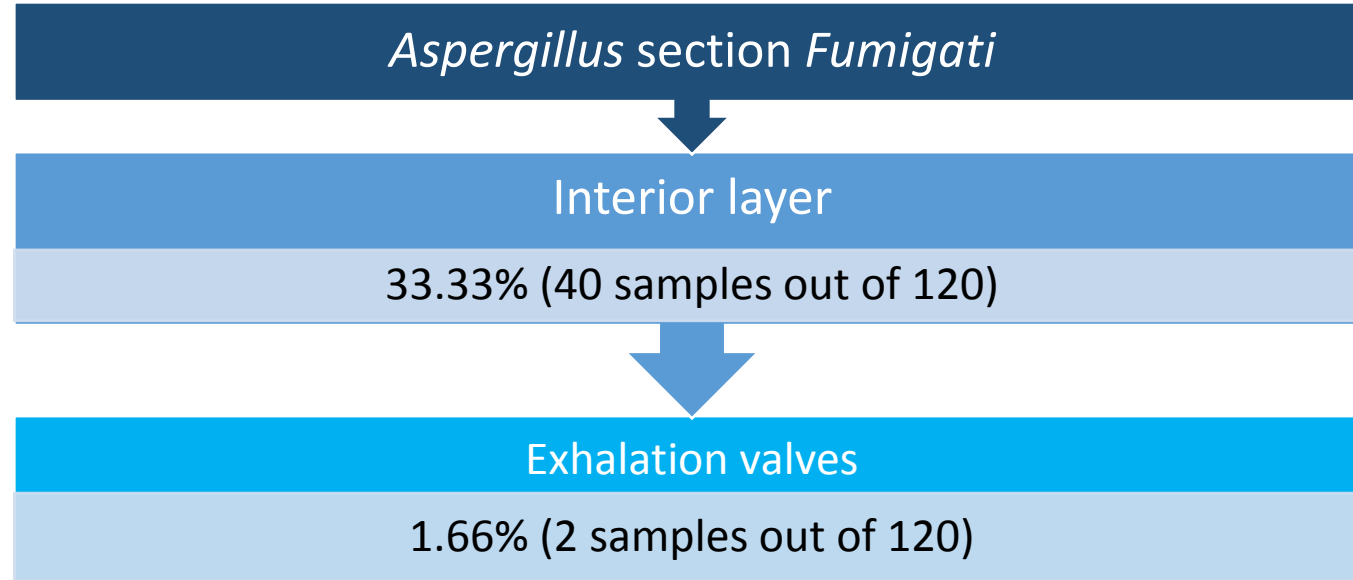 Aspergillus section Fumigati
Interior layer
33.33% (40 samples out of 120)
Exhalation valves
1.66% (2 samples out of 120)